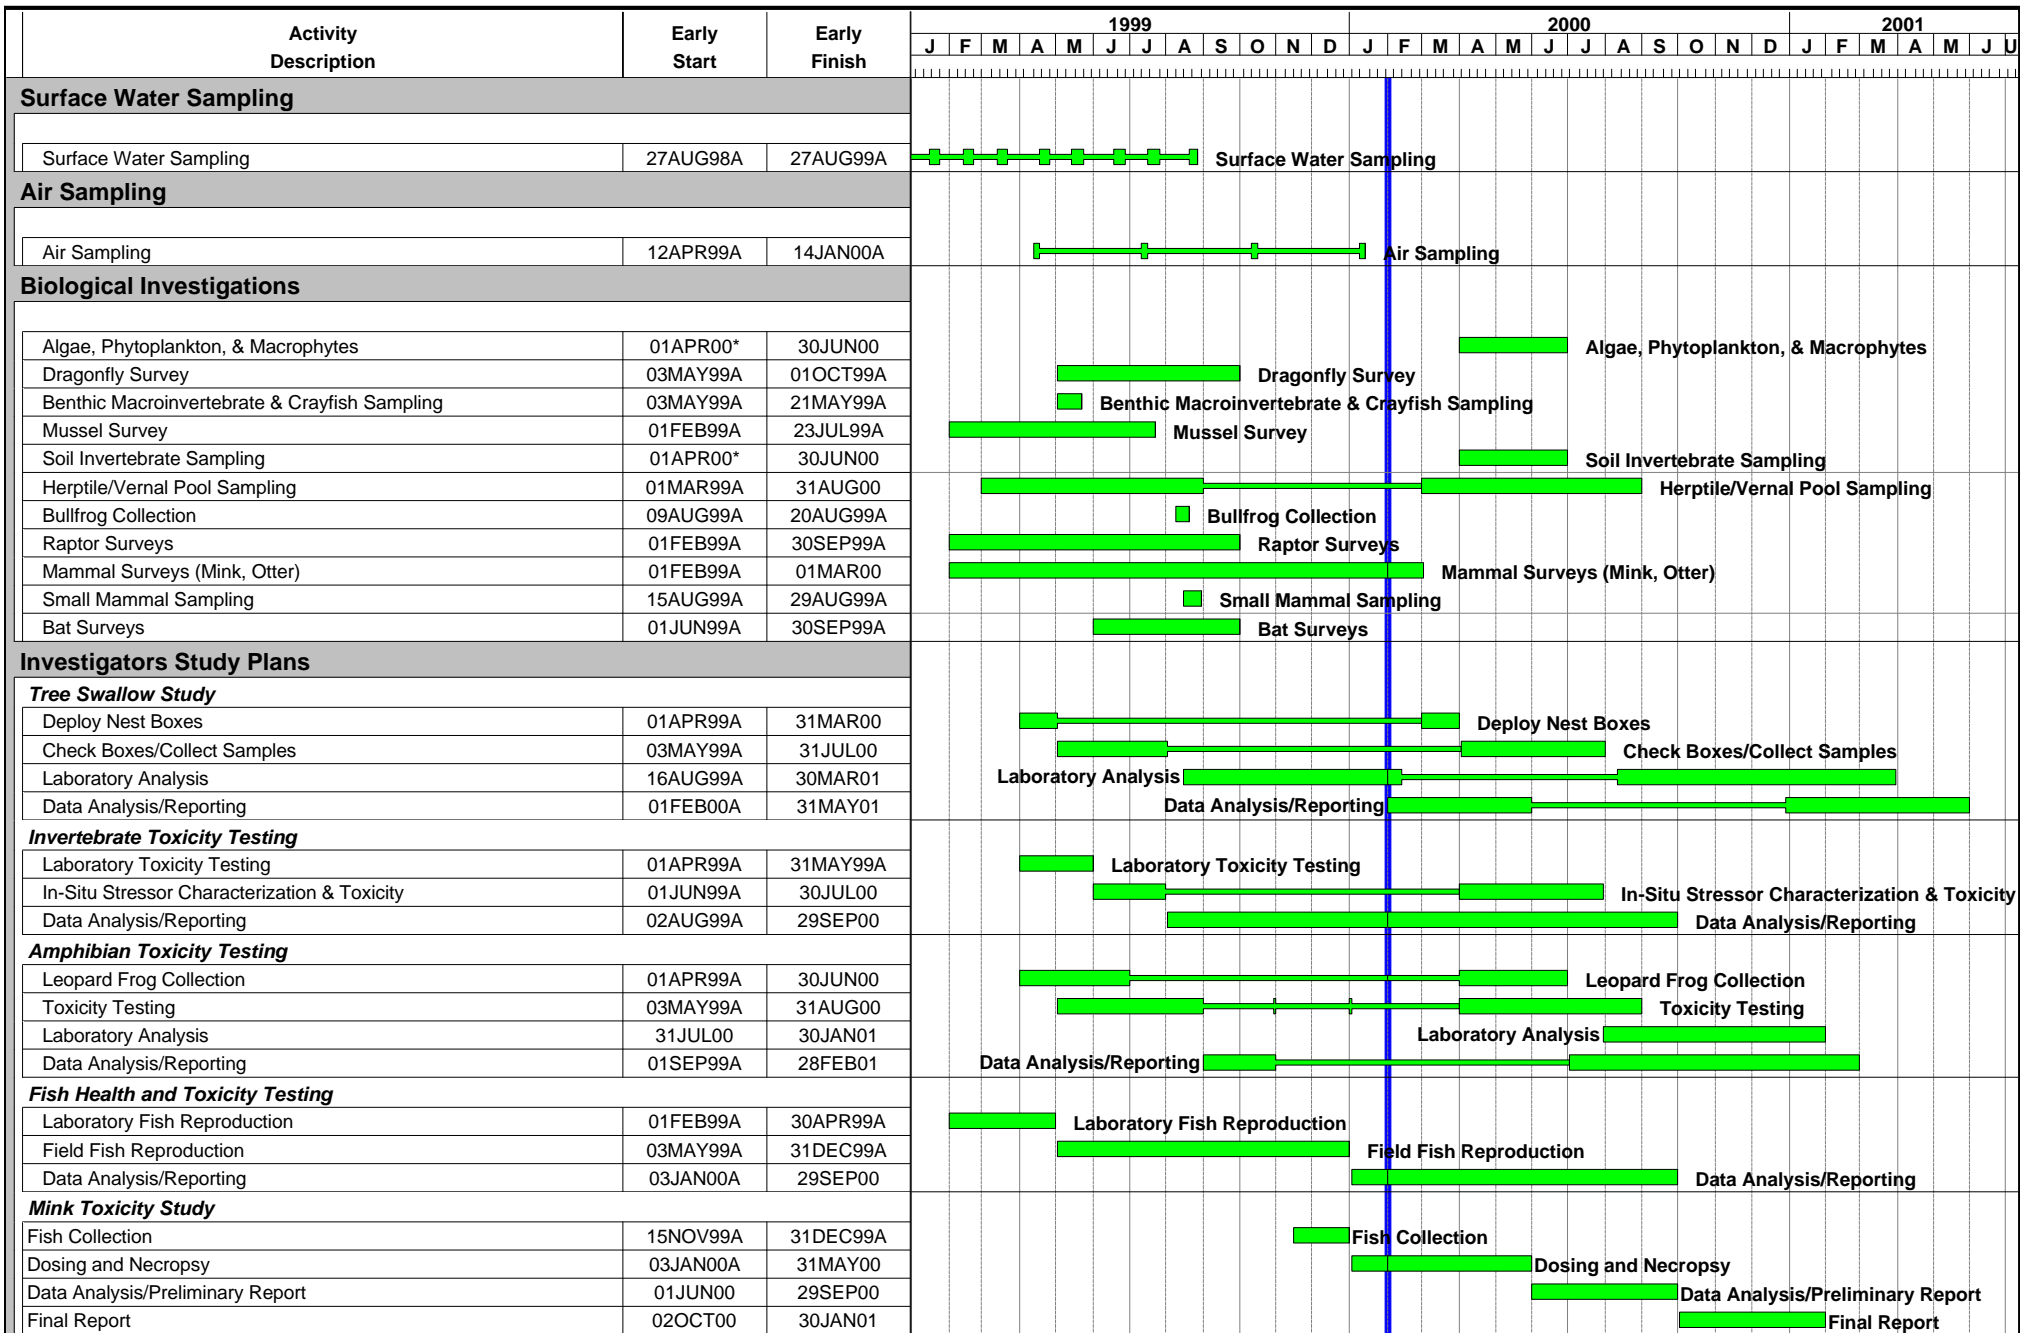 Activity Description Early Start Early Finish
1999 2000 2001
J F M A M J J A S O N D J F M A M J J A S O N D J F M A M J U
Surface Water Sampling
Surface Water Sampling 27AUG98A 27AUG99A Surface Water Sampling
Air Sampling
Air Sampling 12APR99A 14JAN00A Air Sampling
Biological Investigations
Algae, Phytoplankton, & Macrophytes 01APR00* 30JUN00 Algae, Phytoplankton, & Macrophytes
Dragonfly Survey 03MAY99A 01OCT99A Dragonfly Survey
Benthic Macroinvertebrate & Crayfish Sampling 03MAY99A 21MAY99A Benthic Macroinvertebrate & Crayfish Sampling
Mussel Survey 01FEB99A 23JUL99A Mussel Survey
Soil Invertebrate Sampling 01APR00* 30JUN00 Soil Invertebrate Sampling
Herptile/Vernal Pool Sampling 01MAR99A 31AUG00 Herptile/Vernal Pool Sampling
Bullfrog Collection 09AUG99A 20AUG99A Bullfrog Collection
Raptor Surveys 01FEB99A 30SEP99A Raptor Surveys
Mammal Surveys (Mink, Otter) 01FEB99A 01MAR00 Mammal Surveys (Mink, Otter)
Small Mammal Sampling 15AUG99A 29AUG99A Small Mammal Sampling
Bat Surveys 01JUN99A 30SEP99A Bat Surveys
Investigators Study Plans
Tree Swallow Study
Deploy Nest Boxes 01APR99A 31MAR00 Deploy Nest Boxes
Check Boxes/Collect Samples 03MAY99A 31JUL00 Check Boxes/Collect Samples
Laboratory Analysis 16AUG99A 30MAR01 Laboratory Analysis
Data Analysis/Reporting 01FEB00A 31MAY01 Data Analysis/Reporting
Invertebrate Toxicity Testing
Laboratory Toxicity Testing 01APR99A 31MAY99A Laboratory Toxicity Testing
In-Situ Stressor Characterization & Toxicity 01JUN99A 30JUL00 In-Situ Stressor Characterization & Toxicity
Data Analysis/Reporting 02AUG99A 29SEP00 Data Analysis/Reporting
Amphibian Toxicity Testing
Leopard Frog Collection 01APR99A 30JUN00 Leopard Frog Collection
Toxicity Testing 03MAY99A 31AUG00 Toxicity Testing
Laboratory Analysis 31JUL00 30JAN01 Laboratory Analysis
Data Analysis/Reporting 01SEP99A 28FEB01 Data Analysis/Reporting
Fish Health and Toxicity Testing
Laboratory Fish Reproduction 01FEB99A 30APR99A Laboratory Fish Reproduction
Field Fish Reproduction 03MAY99A 31DEC99A Field Fish Reproduction
Data Analysis/Reporting 03JAN00A 29SEP00 Data Analysis/Reporting
Mink Toxicity Study
Fish Collection 15NOV99A 31DEC99A Fish Collection
Dosing and Necropsy 03JAN00A 31MAY00 Dosing and Necropsy
Data Analysis/Preliminary Report 01JUN00 29SEP00 Data Analysis/Preliminary Report
Final Report 02OCT00 30JAN01 Final Report